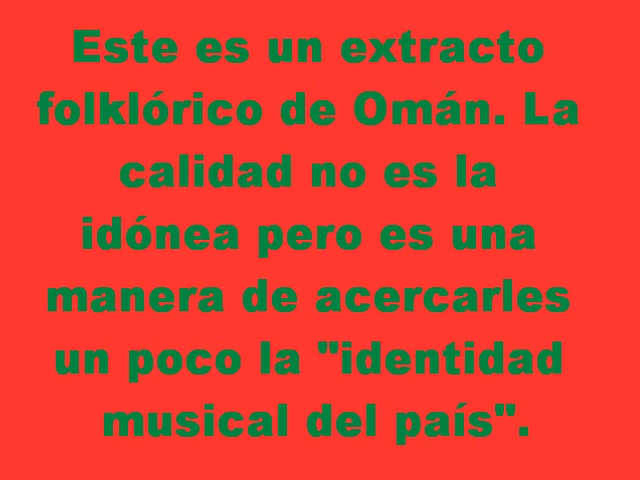 Este es un extracto
folklórico de Omán. La
calidad no es la
idónea pero es una
manera de acercarles
un poco la "identidad
musical del país".